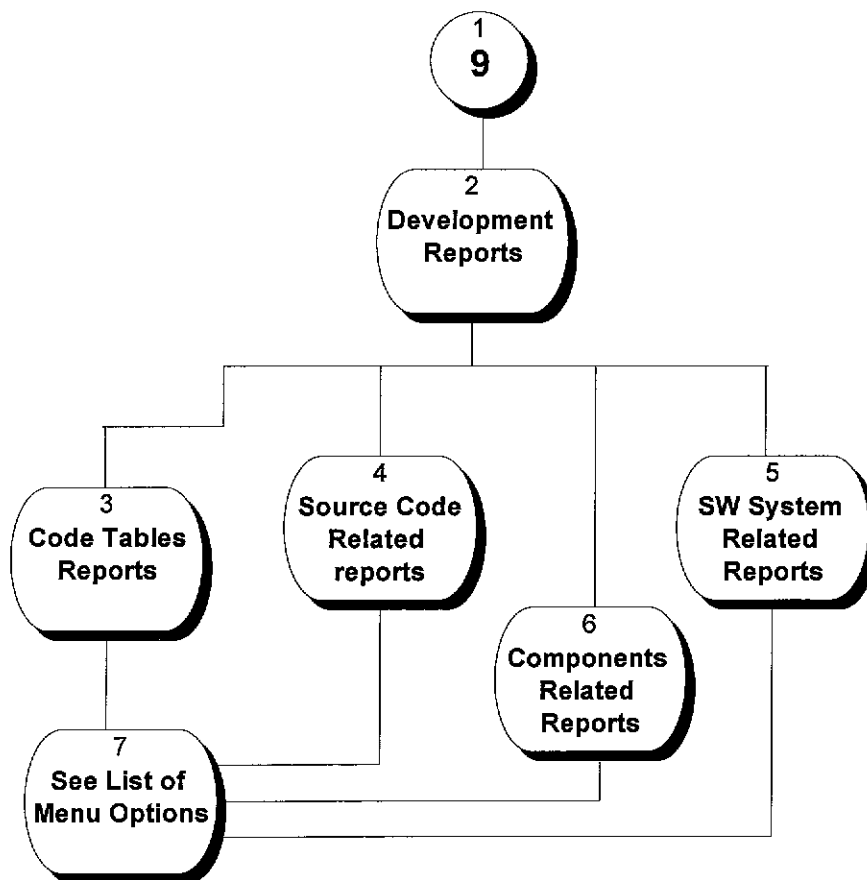 1
9
2
Development
Reports
3
Code Tables
Reports
4
Source Code
Related
reports
5
SW System
Related
Reports
6
Components
Related
Reports
7
See List of
Menu Options